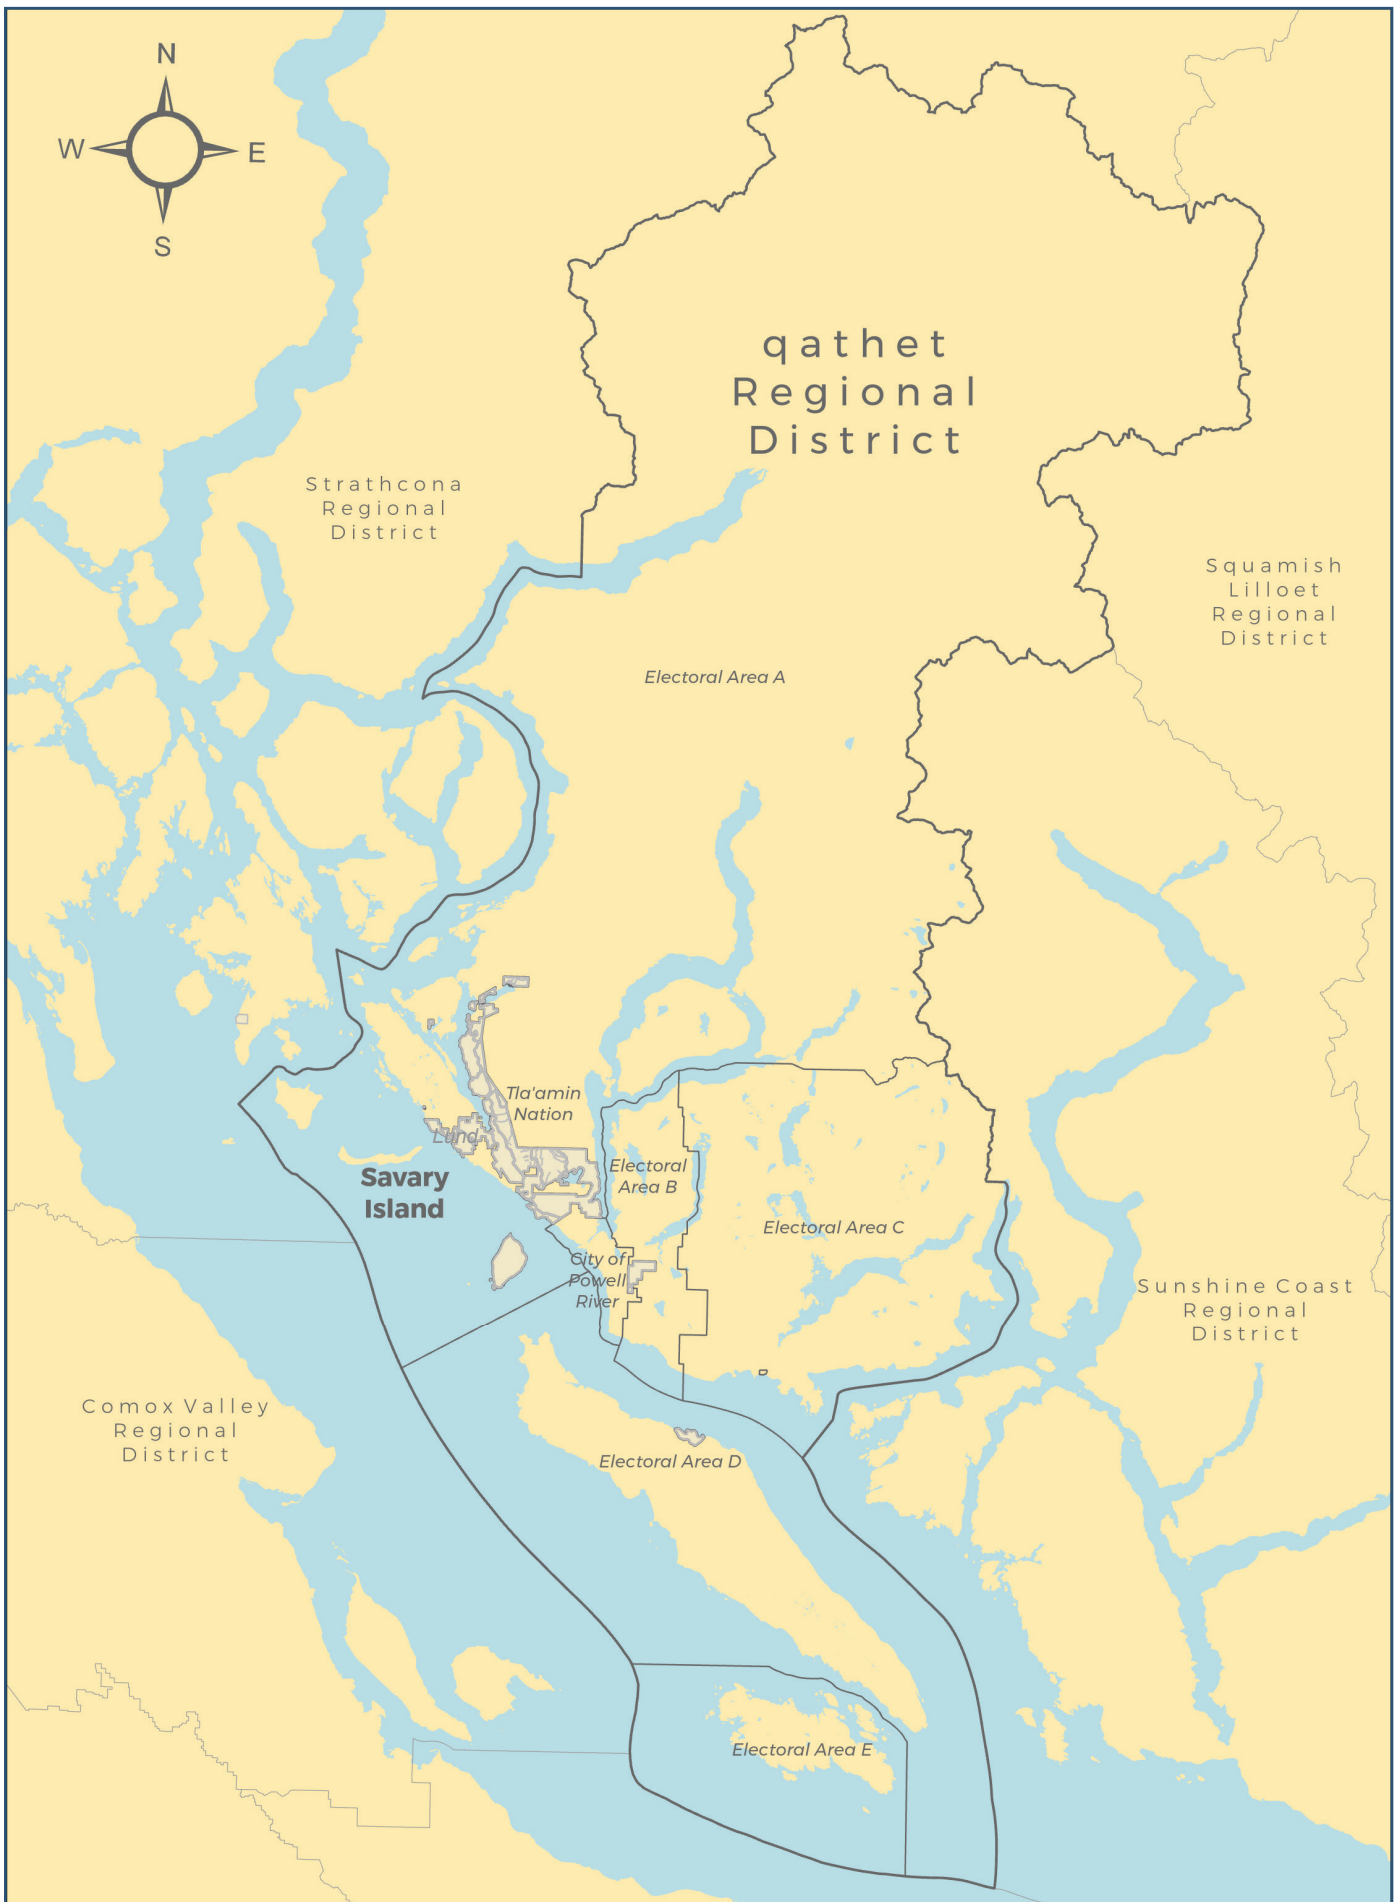 N
W
E
S
qathet
Regional
District
Strathcona
Regional
District
Squamish
Lilloet
Regional
District
Electoral Area A
Tla'amin
Nation
Lund
Savary
Island
Electoral
Area B
Electoral Area C
City of
Powell
River
Sunshine Coast
Regional
District
Comox Valley
Regional
District
Electoral Area D
Electoral Area E